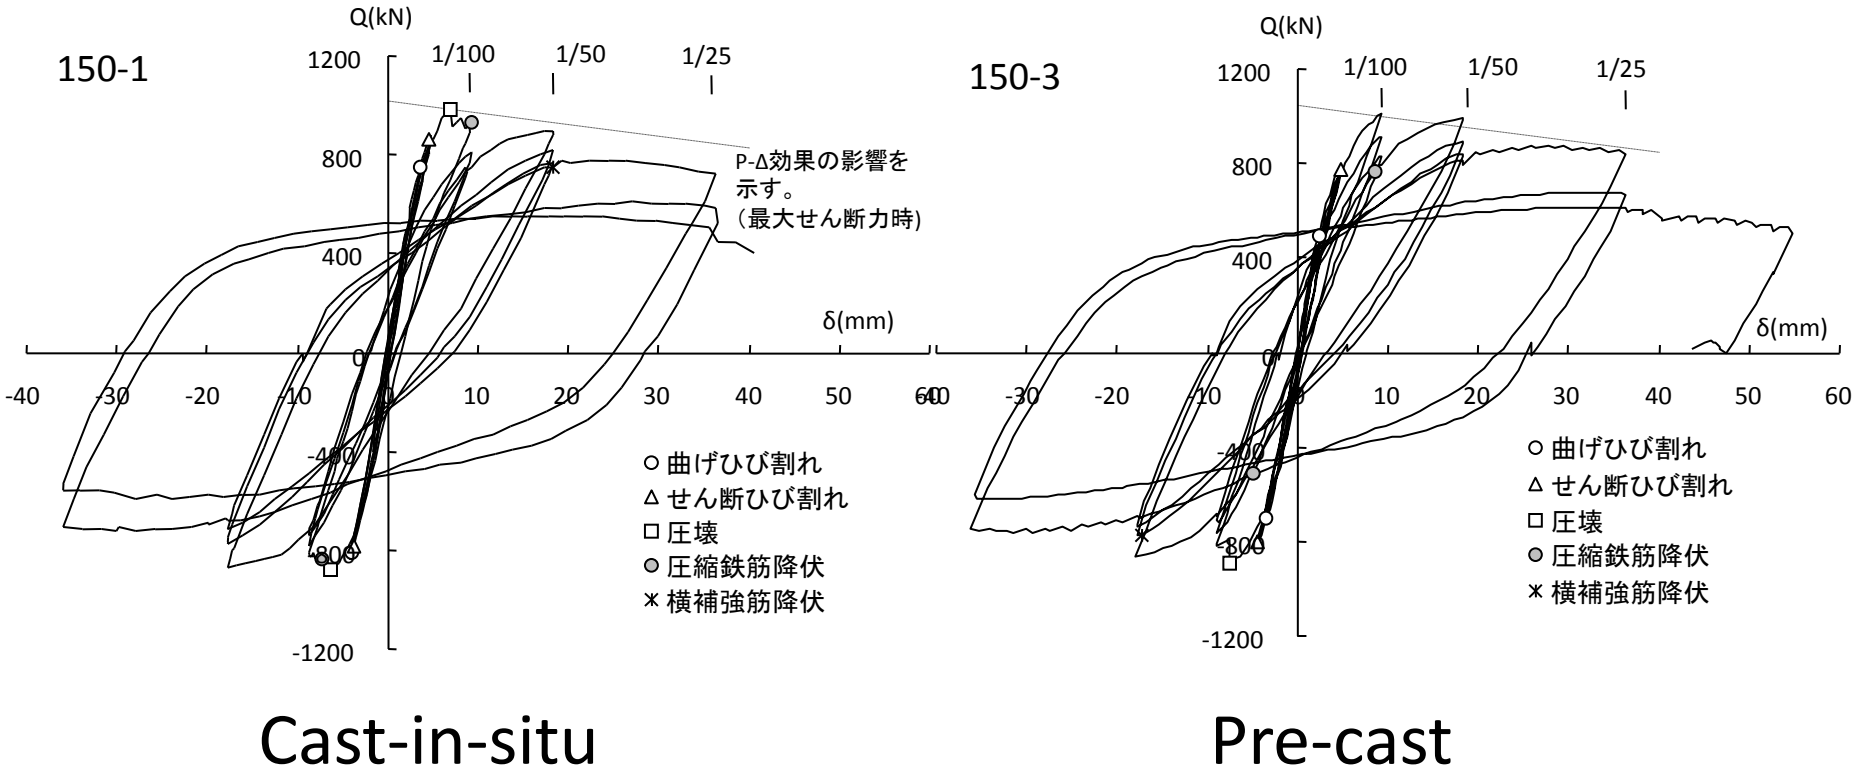 150-1
Q(kN)
1/100
1/50
1/25
1200
800
400
0
-400
-800
-1200
P-Δ効果の影響を
示す。
（最大せん断力時)
δ(mm)
-40 -30 -20 -10 0 10 20 30 40 50 60
曲げひび割れ
せん断ひび割れ
圧壊
圧縮鉄筋降伏
横補強筋降伏
Cast-in-situ
150-3
Q(kN)
1/100
1/50
1/25
1200
800
400
0
-400
-800
-1200
δ(mm)
-40 -30 -20 -10 0 10 20 30 40 50 60
曲げひび割れ
せん断ひび割れ
圧壊
圧縮鉄筋降伏
横補強筋降伏
Pre-cast